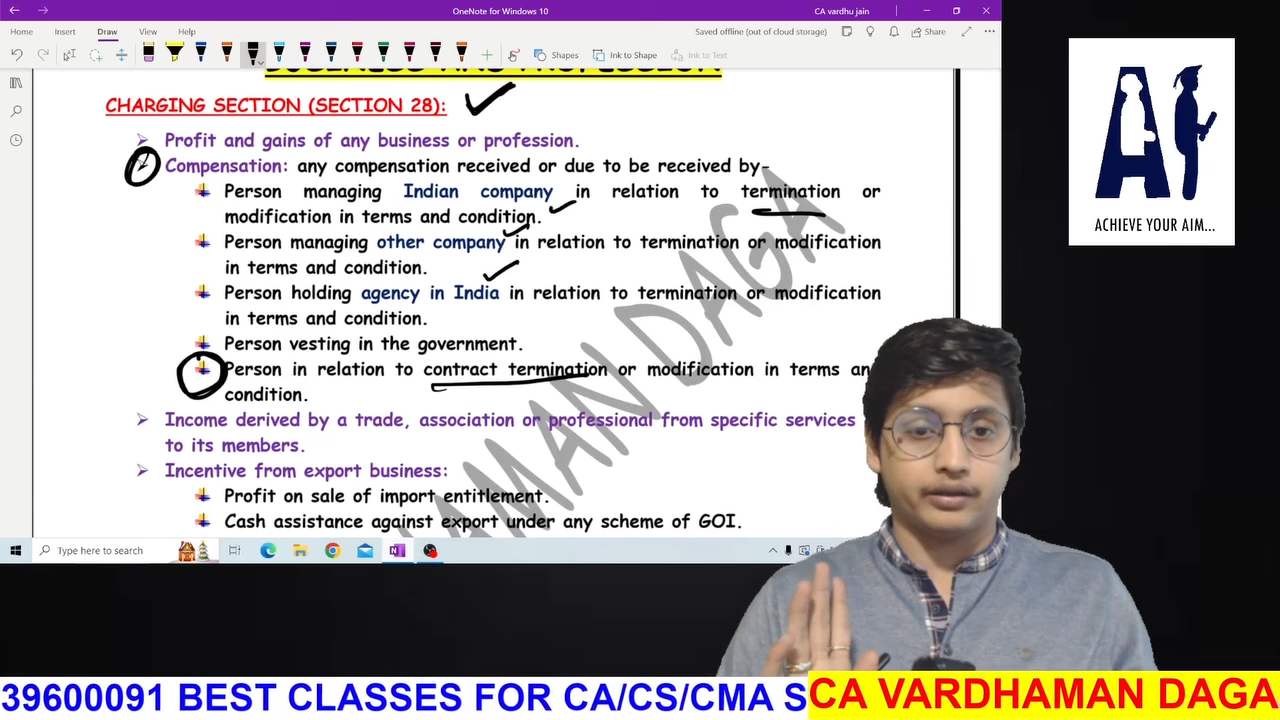 OneNote for Windows 10
CA vardhu jain
Home Insert Draw View Help
Saved offline (out of cloud storage)
Share
Shapes
Ink to Shape
Ink to Text
CHARGING SECTION (SECTION 28):
Profit and gains of any business or profession.
Compensation: any compensation received or due to be received by-
Person managing Indian company in relation to termination or
modification in terms and condition.
Person managing other company in relation to termination or modification
in terms and condition.
Person holding agency in India in relation to termination or modification
in terms and condition.
Person vesting in the government.
Person in relation to contract termination or modification in terms an
condition.
Income derived by a trade, association or professional from specific services
to its members.
Incentive from export business:
Profit on sale of import entitlement.
Cash assistance against export under any scheme of GOI.
AMAN DAGA
Type here to search
ACHIEVE YOUR AIM...
39600091 BEST CLASSES FOR CA/CS/CMA S
CA VARDHAMAN DAGA